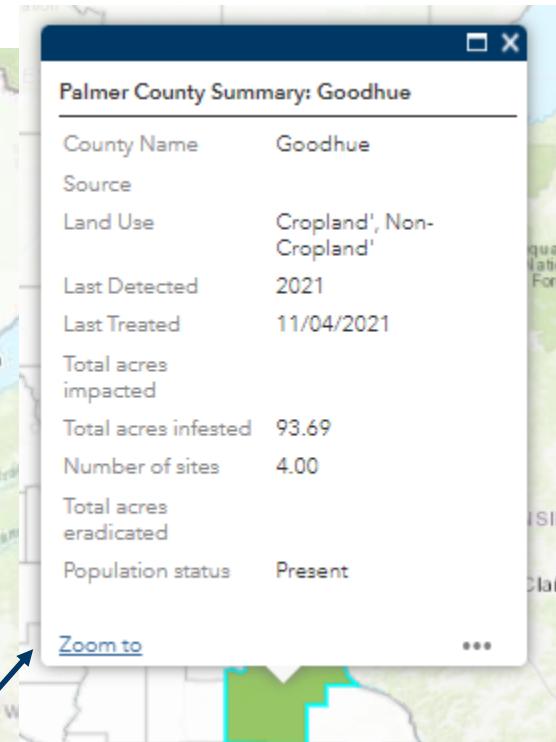 Palmer County Summary: Goodhue
County Name Goodhue
Source
Land Use Cropland', Non-
Cropland'
Last Detected 2021
Last Treated 11/04/2021
Total acres
impacted
Total acres infested 93.69
Number of sites 4.00
Total acres
eradicated
Population status Present
Zoom to